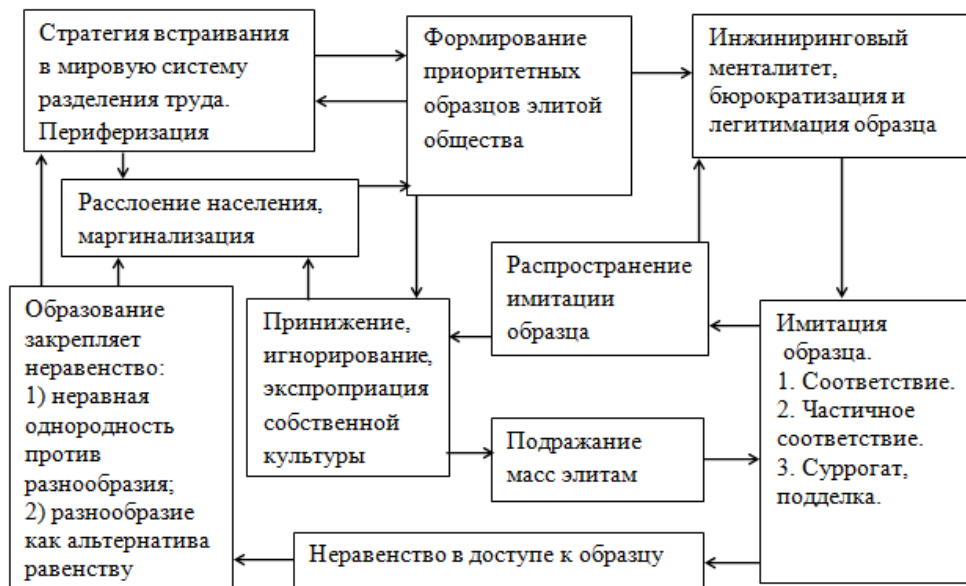 Стратегия встраивания
в мировую систему
разделения труда.
Периферизация
Формирование
приоритетных
образцов элитой
общества
Инжиниринговый
менталитет,
бюрократизация и
легитимация образца
Расслоение населения,
маргинализация
Распространение
имитации
образца
Образование
закрепляет
неравенство:
1) неравная
однородность
против
разнообразия;
2) разнообразие
как альтернатива
равенству
Принижение,
игнорирование,
экспроприация
собственной
культуры
Имитация
образца.
1. Соответствие.
2. Частичное
соответствие.
3. Суррогат,
подделка.
Подражание
масс элитам
Неравенство в доступе к образцу